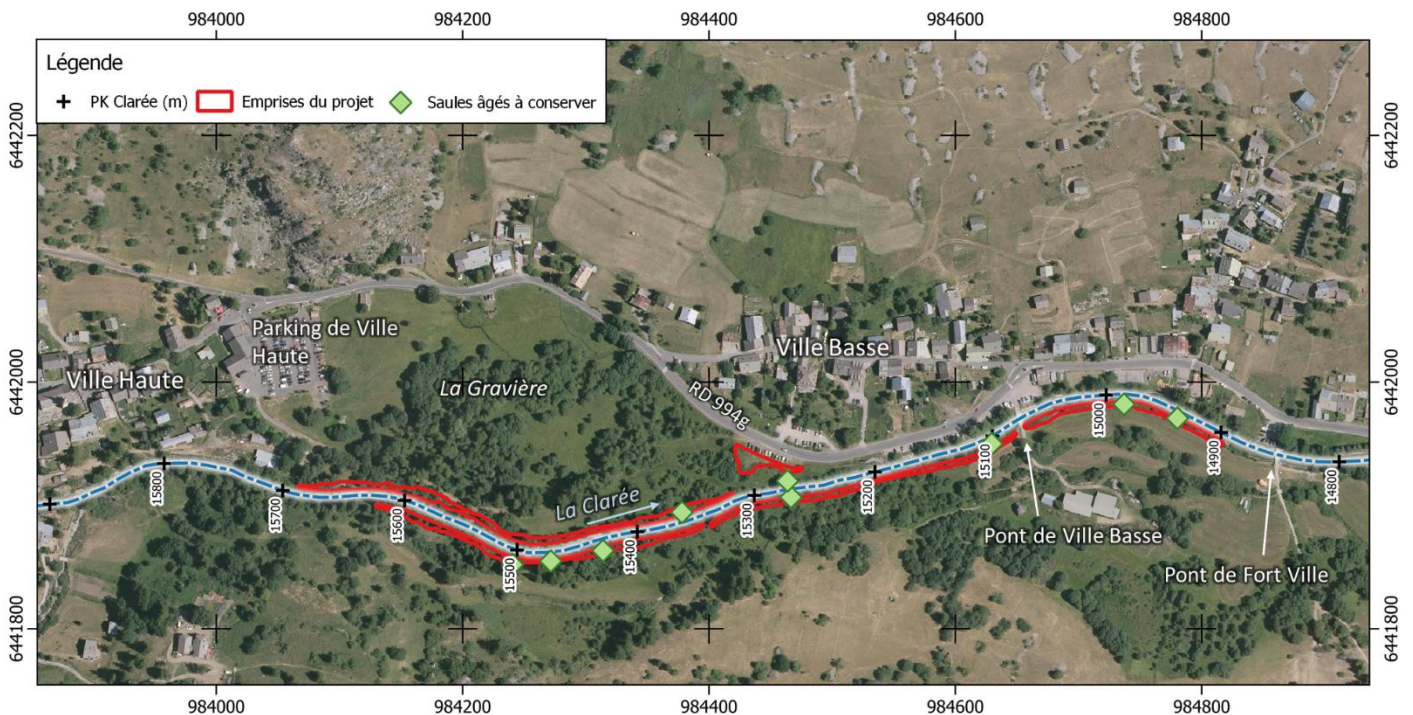 984000 984200 984400 984600 984800
Légende
PK Clarée (m) Emprises du projet Saules âgés à conserver
6442200 6442200
Parking de Ville
Haute
Ville Basse
Ville Haute
La Gravière
6442000 6442000
RD 994g
15000
14900
15100
14800
15800
15200
La Clarée
15300
15700
15600
15400
15500
Pont de Ville Basse
Pont de Fort Ville
6441800 6441800
984000 984200 984400 984600 984800